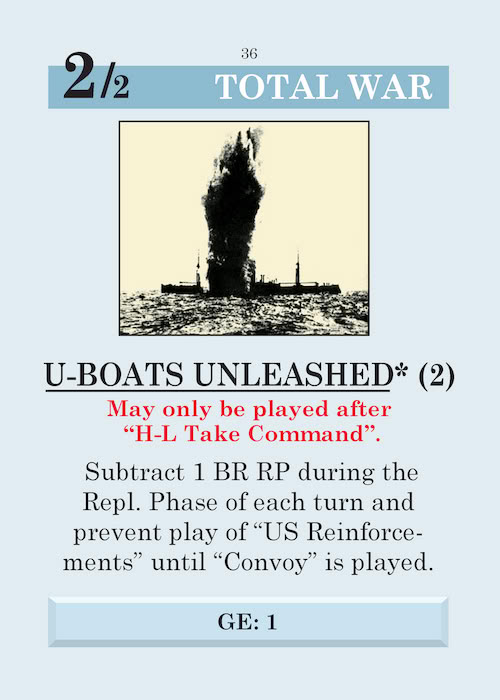 36
2/2 TOTAL WAR
U-BOATS UNLEASHED* (2)
May only be played after
“H-L Take Command”.
Subtract 1 BR RP during the
Repl. Phase of each turn and
prevent play of “US Reinforce-
ments” until “Convoy” is played.
GE: 1